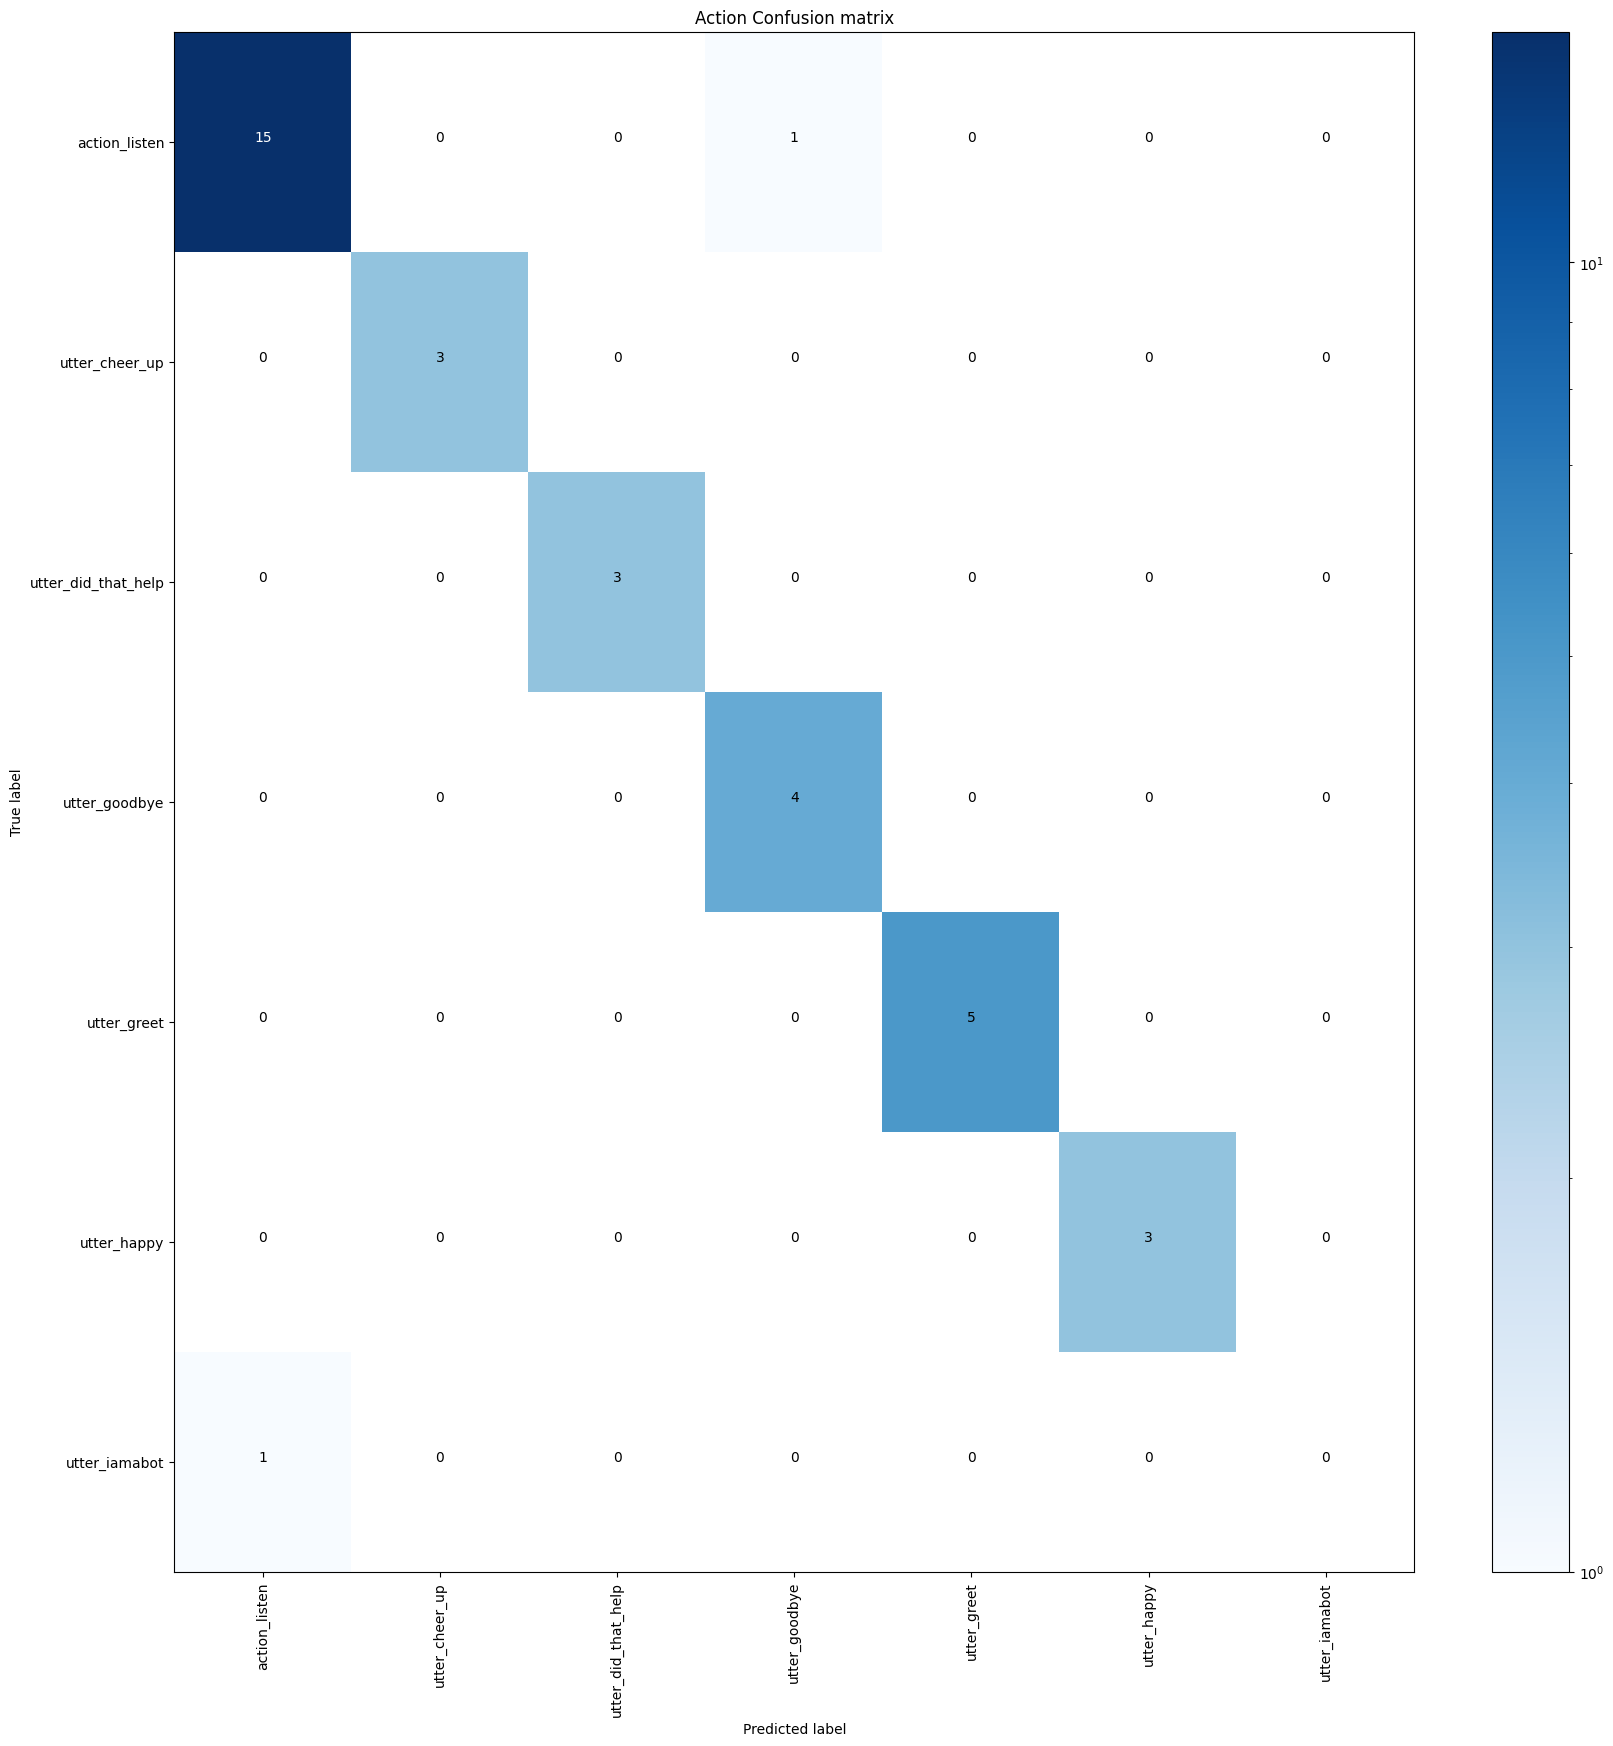 Action Confusion matrix
True label
action_listen 15 0 0 1 0 0 0
utter_cheer_up 0 3 0 0 0 0 0
utter_did_that_help 0 0 3 0 0 0 0
utter_goodbye 0 0 0 4 0 0 0
utter_greet 0 0 0 0 5 0 0
utter_happy 0 0 0 0 0 3 0
utter_iamabot 1 0 0 0 0 0 0
action_listen
utter_cheer_up
utter_did_that_help
utter_goodbye
utter_greet
utter_happy
utter_iamabot
Predicted label
10¹
10⁰